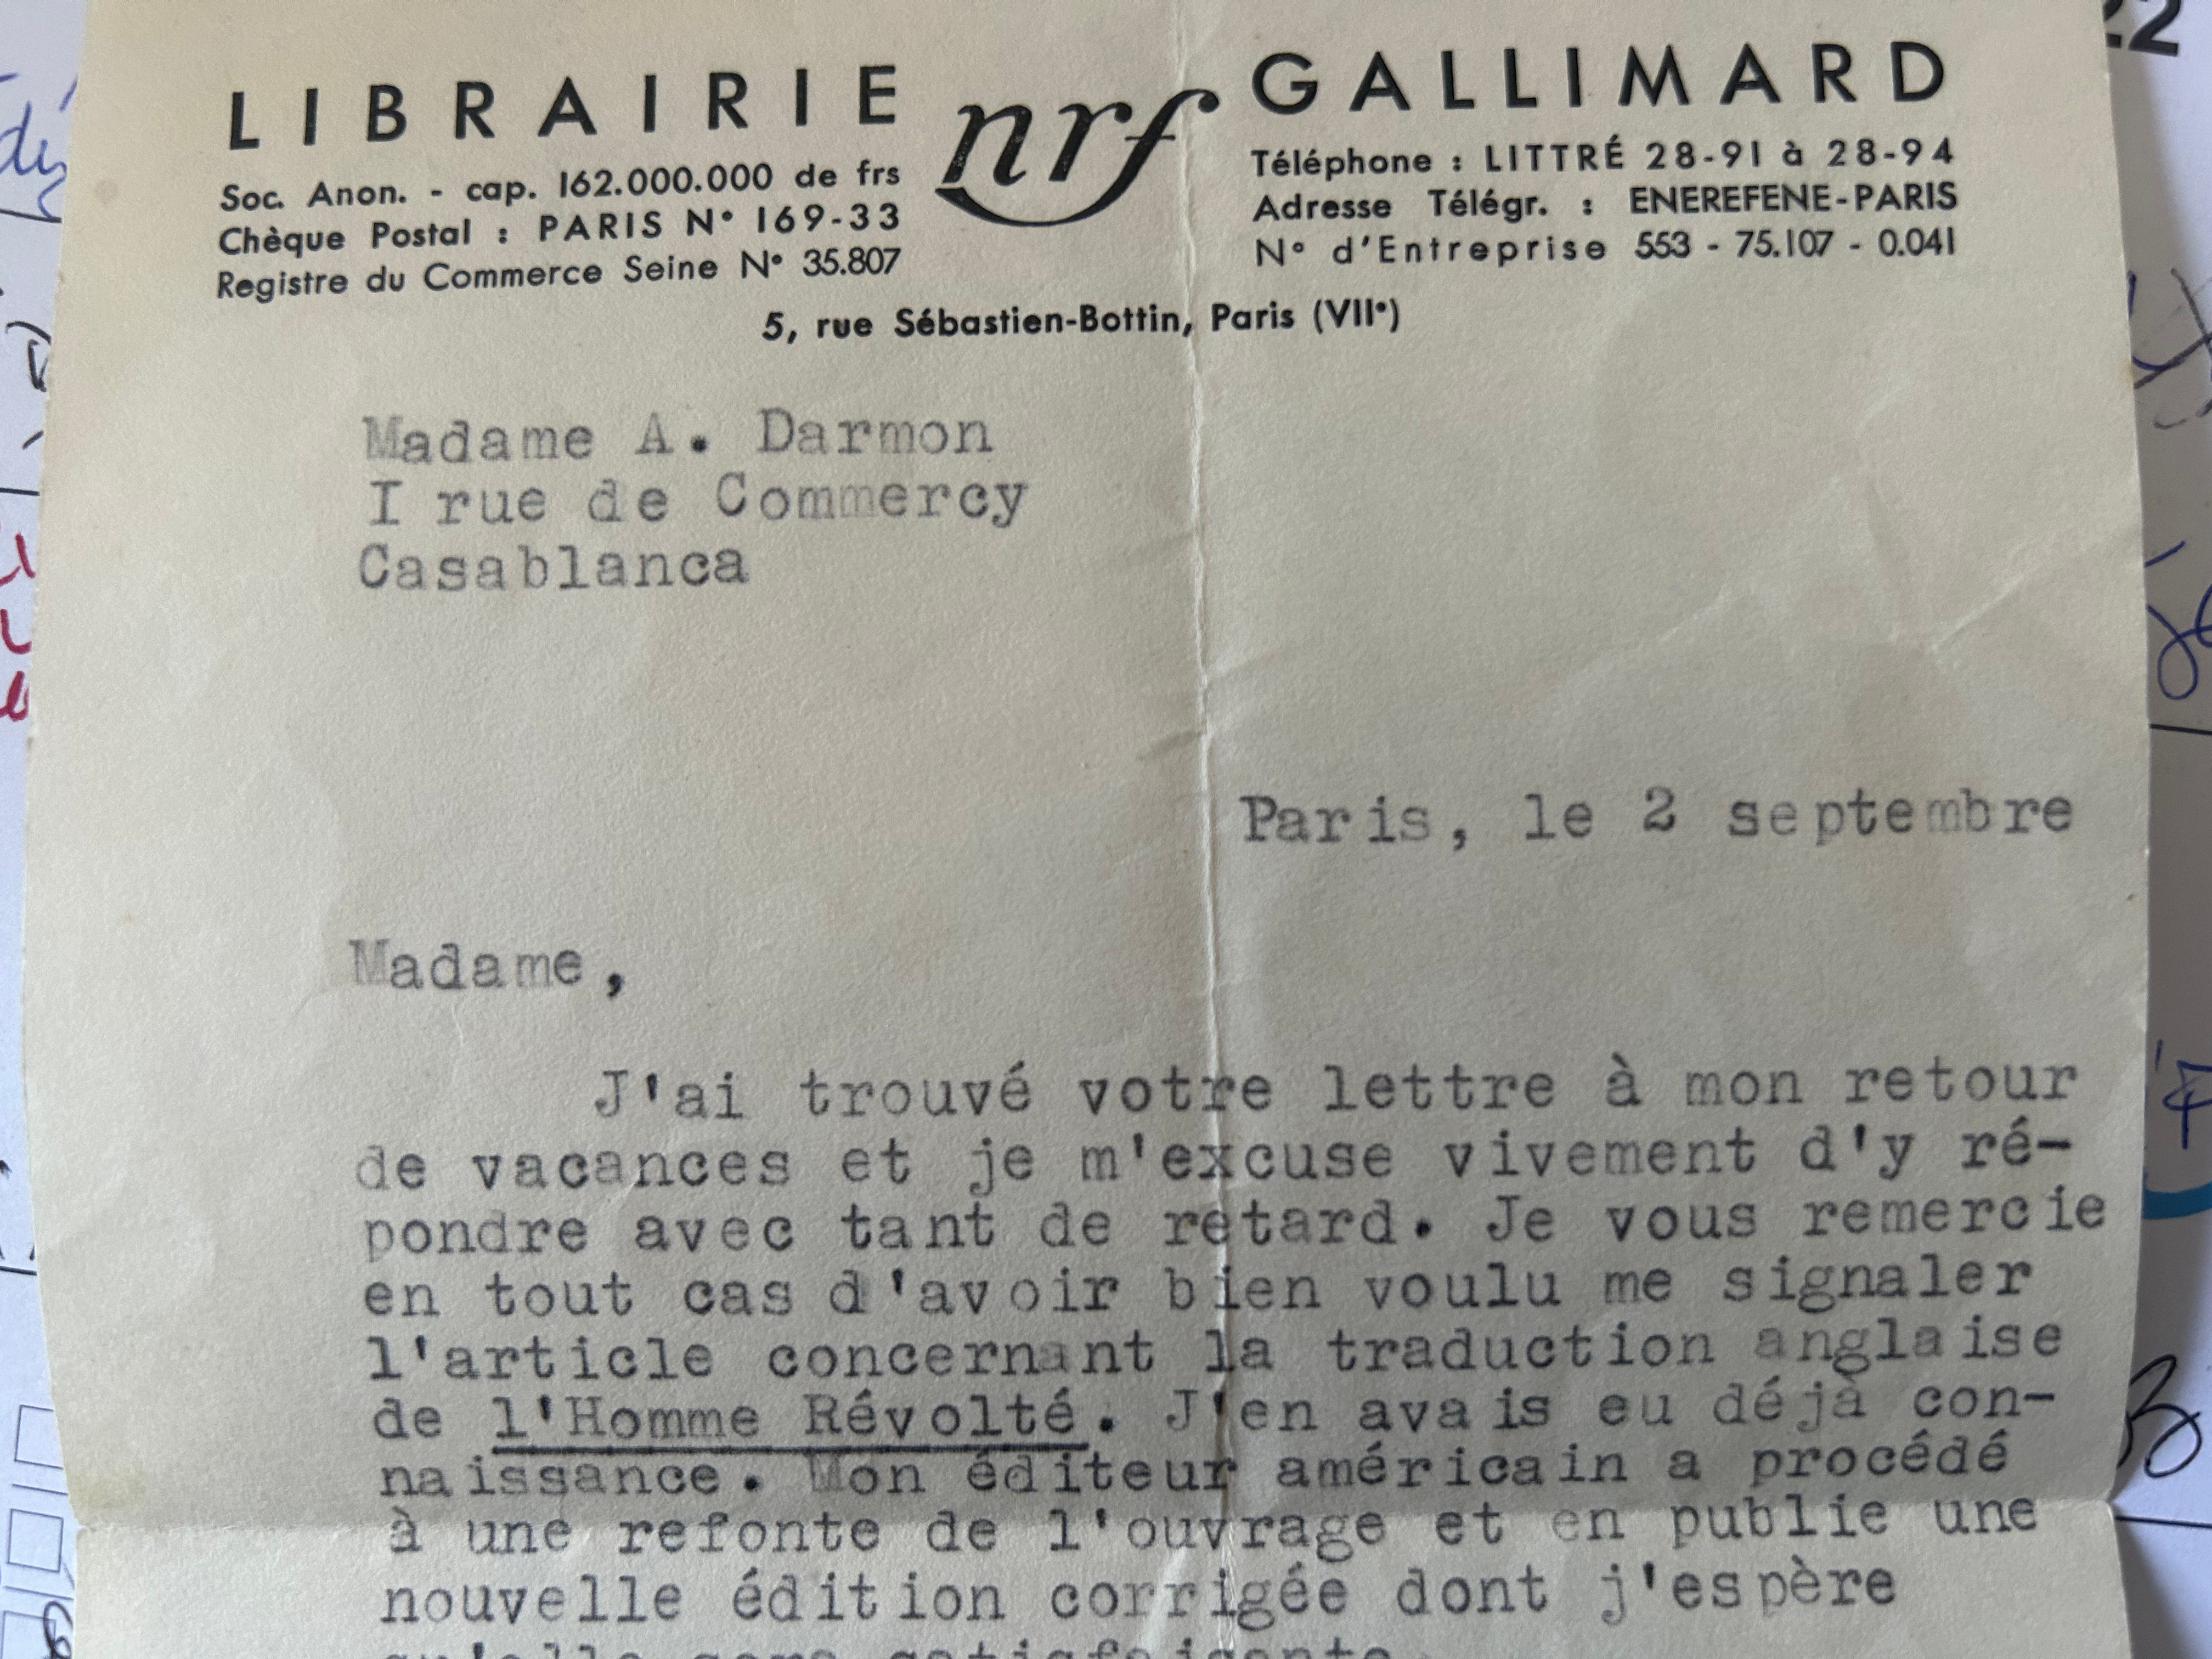 LIBRAIRIE nrf GALLIMARD
Soc. Anon. - cap. 162.000.000 de frs
Chèque Postal : PARIS N° 169-33
Registre du Commerce Seine N° 35.807
Téléphone : LITTRÉ 28-91 à 28-94
Adresse Télégr. : ENEREFENE-PARIS
N° d'Entreprise 553 - 75.107 - 0.041
5, rue Sébastien-Bottin, Paris (VII°)
Madame A. Darmon
I rue de Commercy
Casablanca
Paris, le 2 septembre
Madame,
J'ai trouvé votre lettre à mon retour
de vacances et je m'excuse vivement d'y ré-
pondre avec tant de retard. Je vous remercie
en tout cas d'avoir bien voulu me signaler
l'article concernant la traduction anglaise
de l'Homme Révolté. J'en avais eu déjà con-
naissance. Mon éditeur américain a procédé
à une refonte de l'ouvrage et en publie une
nouvelle édition corrigée dont j'espère
qu'elle sera satisfaisante.
22